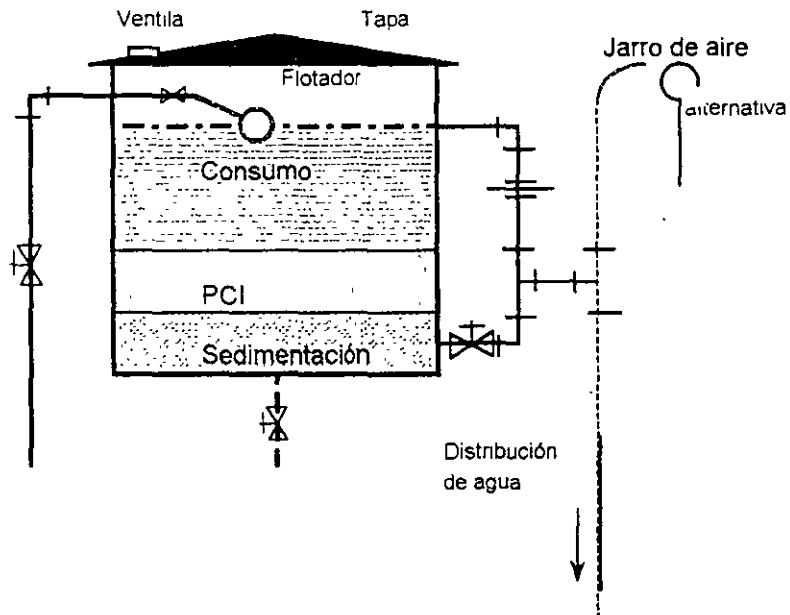 Ventila
Tapa
Jarro de aire
Flotador
alternativa
Consumo
PCI
Sedimentación
Distribución
de agua